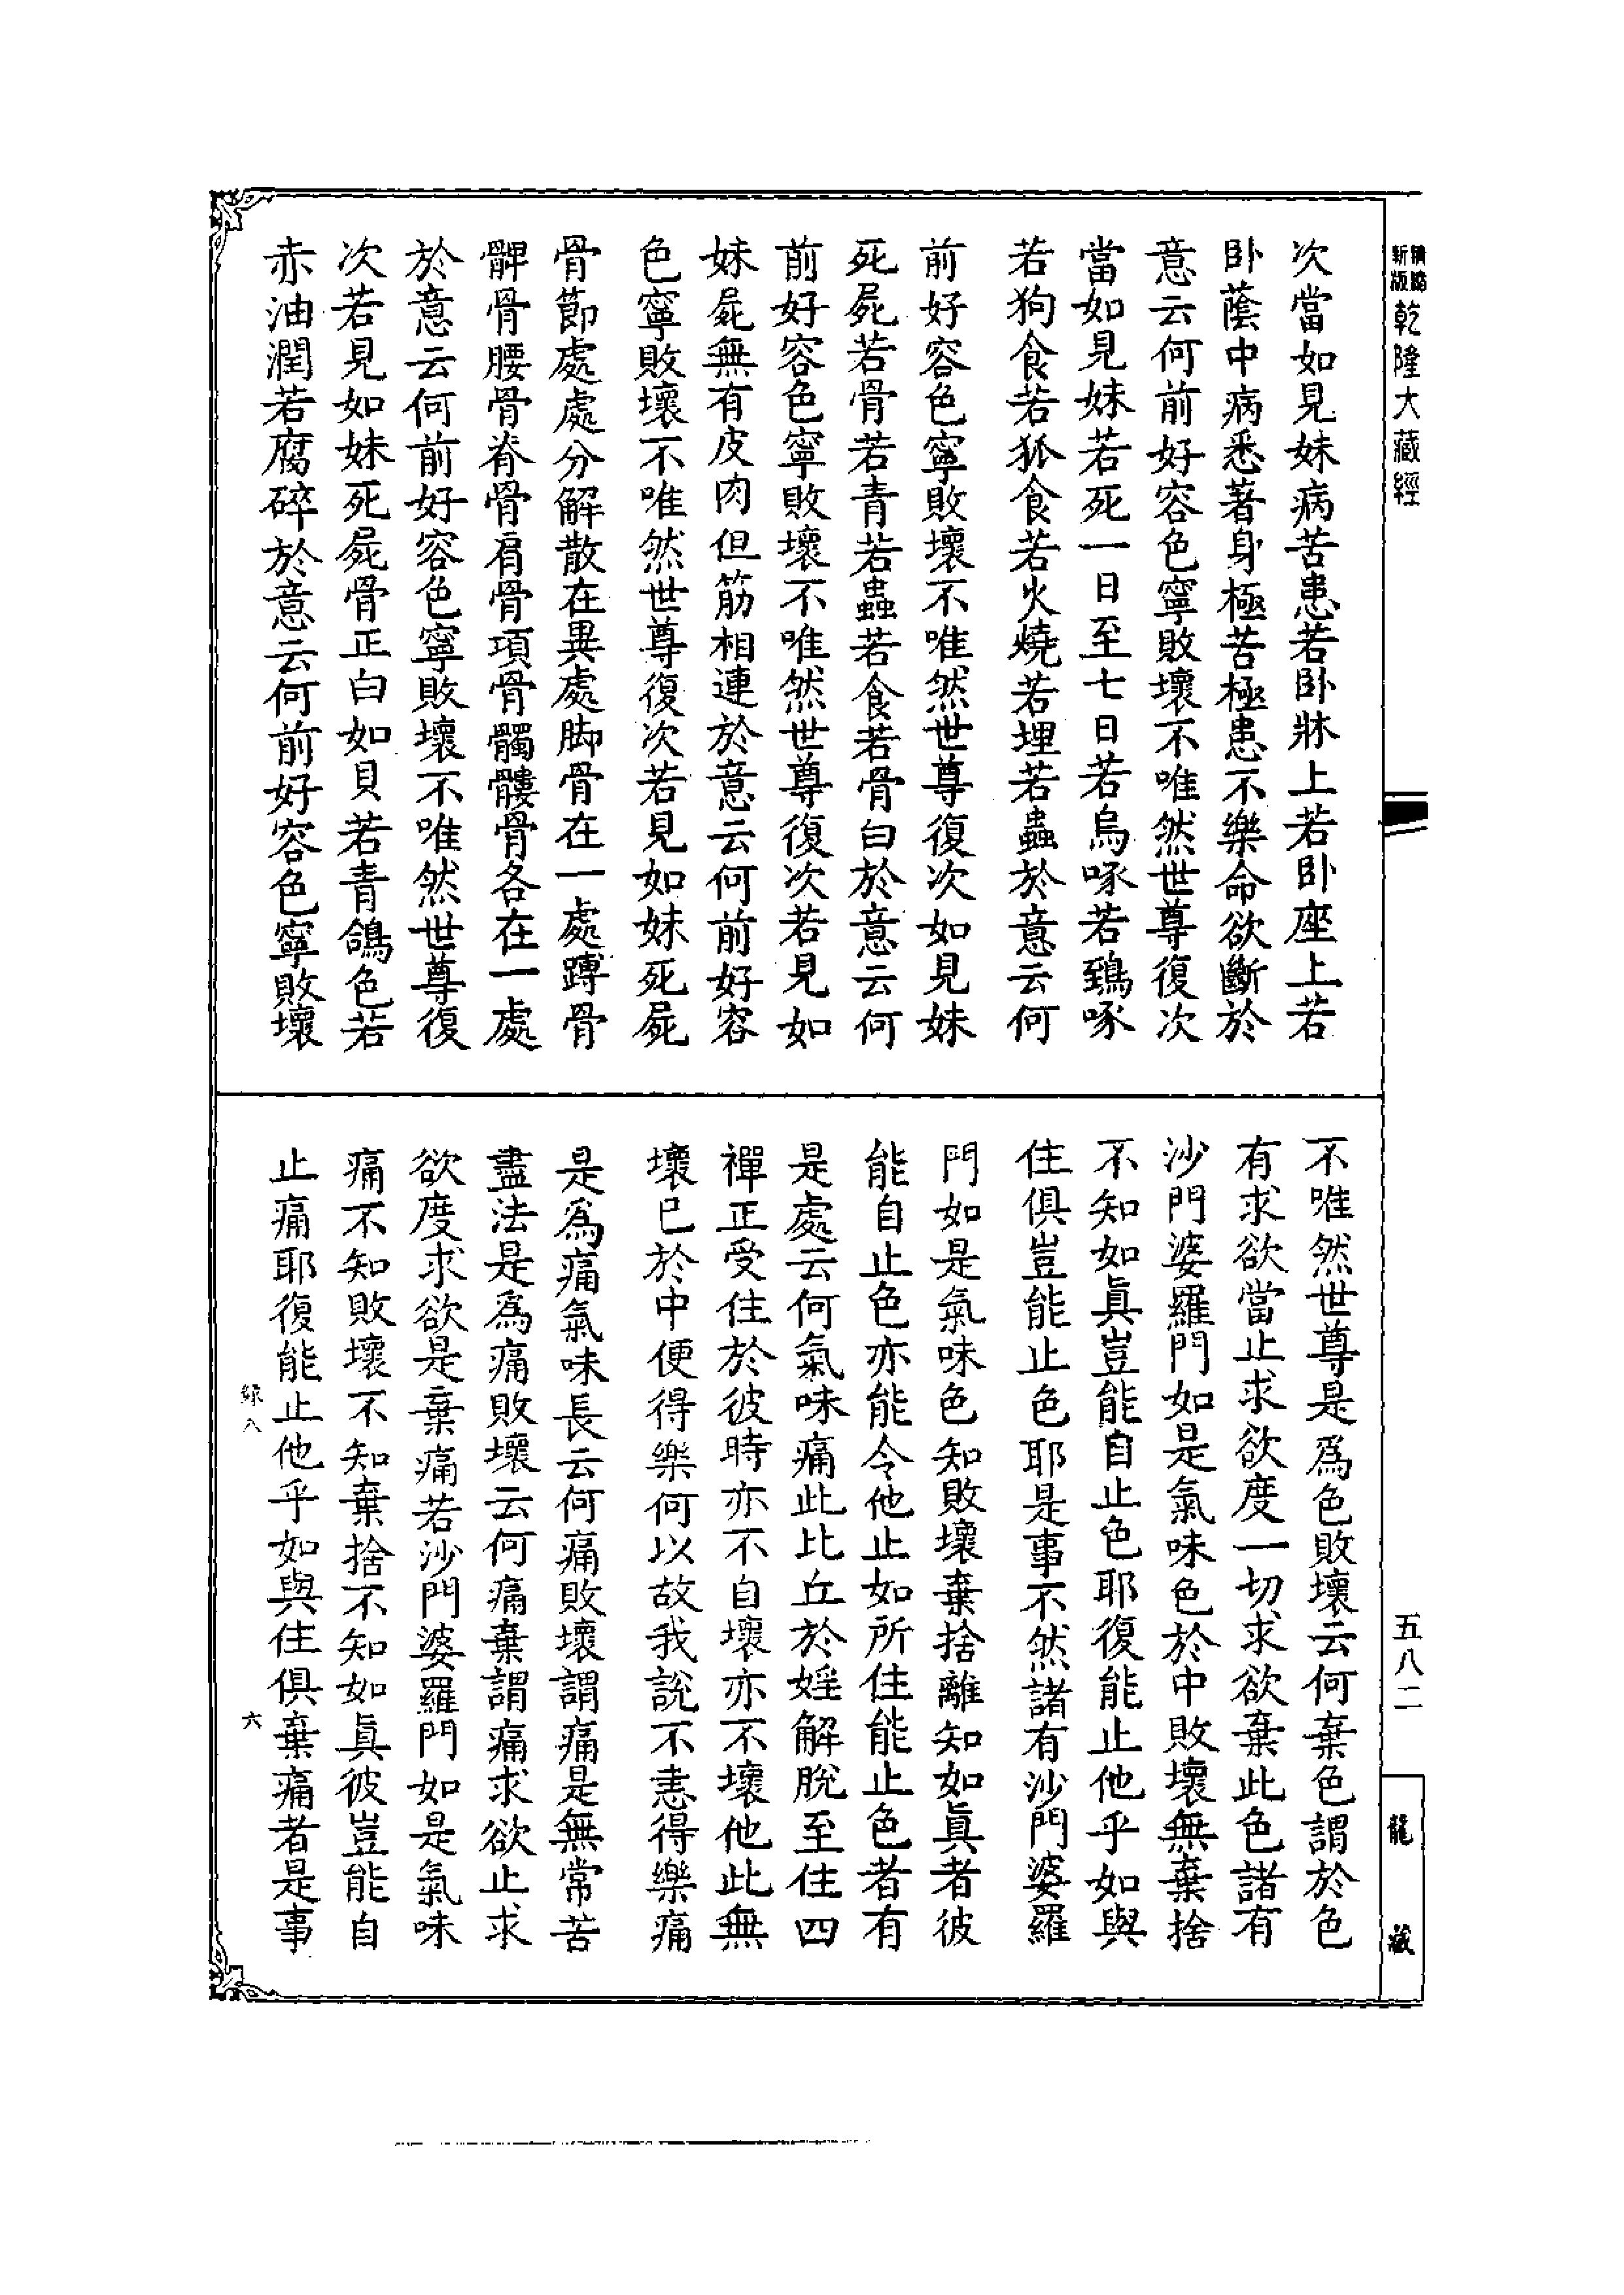 精縮
新版
乾隆大藏經
次當如見妹病苦患若卧牀上若卧座上若
卧蔭中病悉著身極苦極患不樂命欲斷於
意云何前好容色寧敗壞不唯然世尊復次
當如見妹若死一日至七日若烏啄若鵄啄
若狗食若狐食若火燒若埋若蟲於意云何
前好容色寧敗壞不唯然世尊復次如見妹
死屍若骨若青若蟲若食若骨白於意云何
前好容色寧敗壞不唯然世尊復次若見如
妹屍無有皮肉但筋相連於意云何前好容
色寧敗壞不唯然世尊復次若見如妹死屍
骨節處處分解散在異處脚骨在一處蹲骨
髀骨腰骨脊骨肩骨項骨髑髏骨各在一處
於意云何前好容色寧敗壞不唯然世尊復
次若見如妹死屍骨正白如貝若青鴿色若
赤油潤若腐碎於意云何前好容色寧敗壞
不唯然世尊是爲色敗壞云何棄色謂於色
有求欲當止求欲度一切求欲棄此色諸有
沙門婆羅門如是氣味色於中敗壞無棄捨
不知如眞豈能自止色耶復能止他乎如與
住俱豈能止色耶是事不然諸有沙門婆羅
門如是氣味色知敗壞棄捨離知如眞者彼
能自止色亦能令他止如所住能止色者有
是處云何氣味痛此比丘於婬解脫至住四
禪正受住於彼時亦不自壞亦不壞他此無
壞已於中便得樂何以故我說不恚得樂痛
是爲痛氣味長云何痛敗壞謂痛是無常苦
盡法是爲痛敗壞云何痛棄謂痛求欲止求
欲度求欲是棄痛若沙門婆羅門如是氣味
痛不知敗壞不知棄捨不知如眞彼豈能自
止痛耶復能止他乎如與住俱棄痛者是事
五八二
龍藏
六